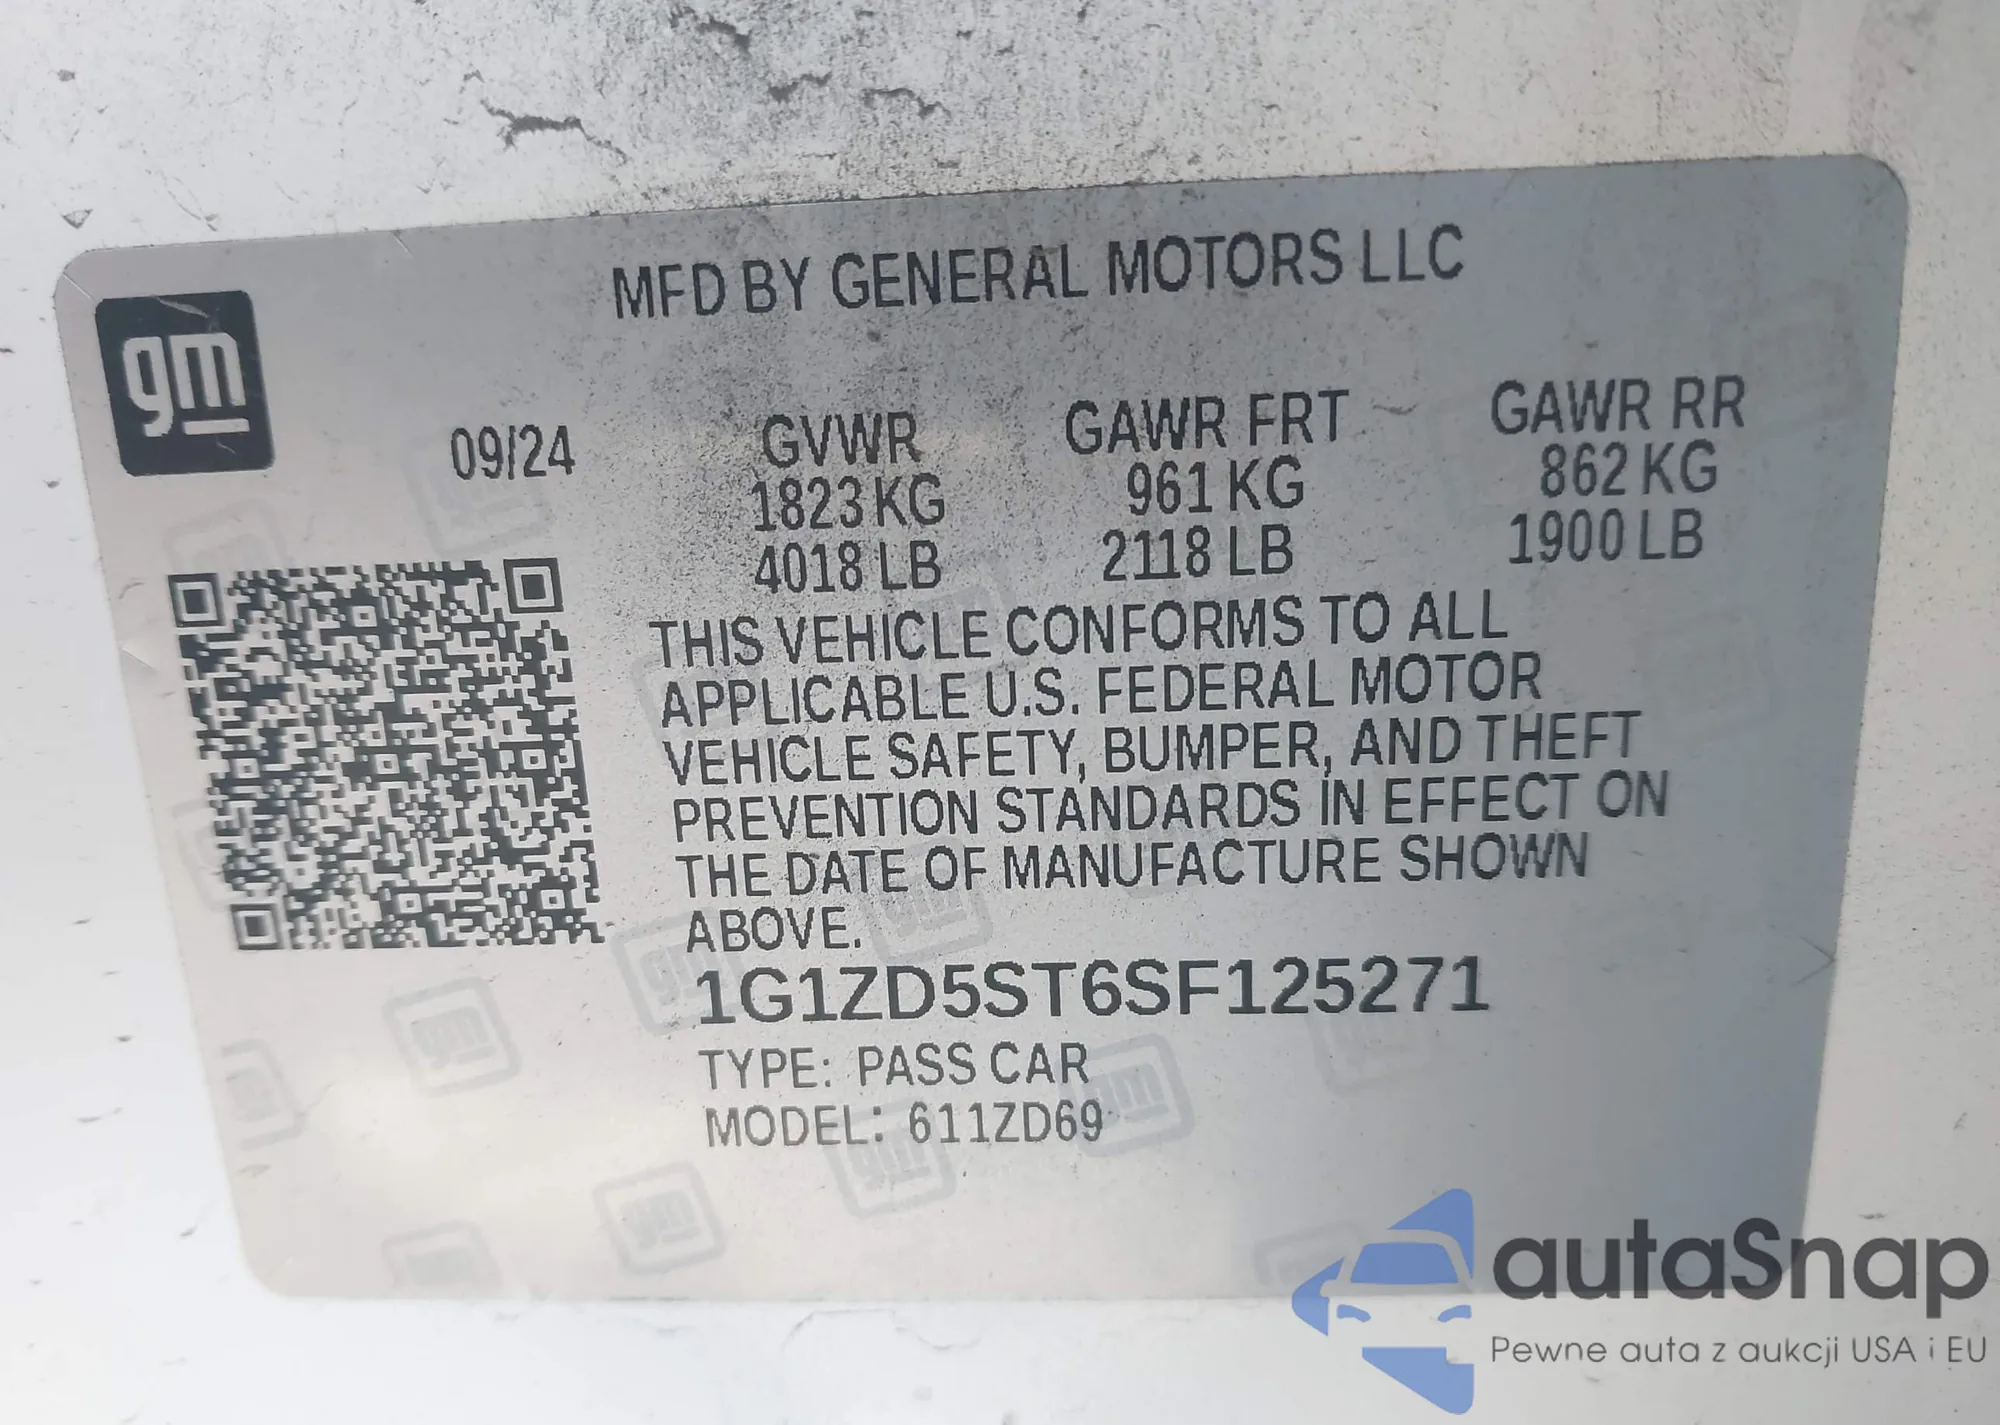 MFD BY GENERAL MOTORS LLC
gm
09/24
GVWR GAWR FRT GAWR RR
1823 KG 961 KG 862 KG
4018 LB 2118 LB 1900 LB
THIS VEHICLE CONFORMS TO ALL
APPLICABLE U.S. FEDERAL MOTOR
VEHICLE SAFETY, BUMPER, AND THEFT
PREVENTION STANDARDS IN EFFECT ON
THE DATE OF MANUFACTURE SHOWN
ABOVE.
1G1ZD5ST6SF125271
TYPE: PASS CAR
MODEL: 611ZD69
autaSnap
Pewne auta z aukcji USA i EU